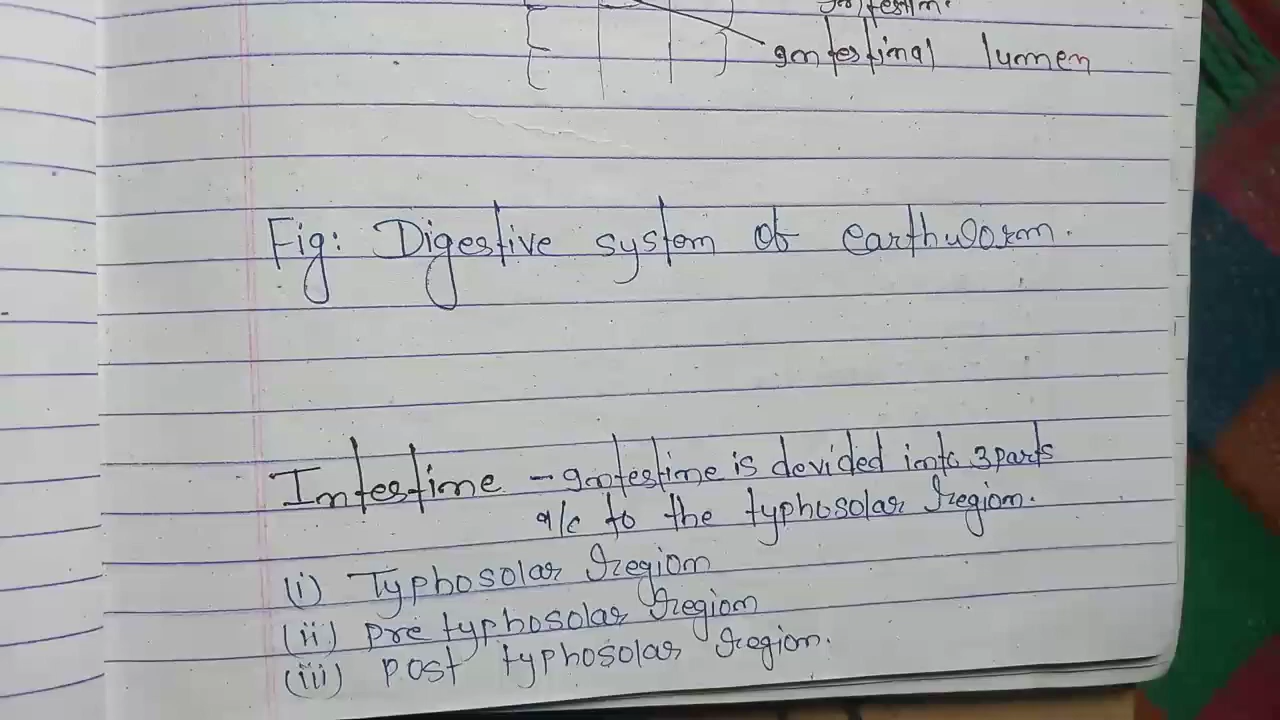 intestinal lumen
Fig: Digestive system of earthworm.
Intestine - intestine is devided into 3 parts
a/c to the typhosolar region.
(i) Typhosolar region
(ii) pre typhosolar region
(iii) post typhosolar region.